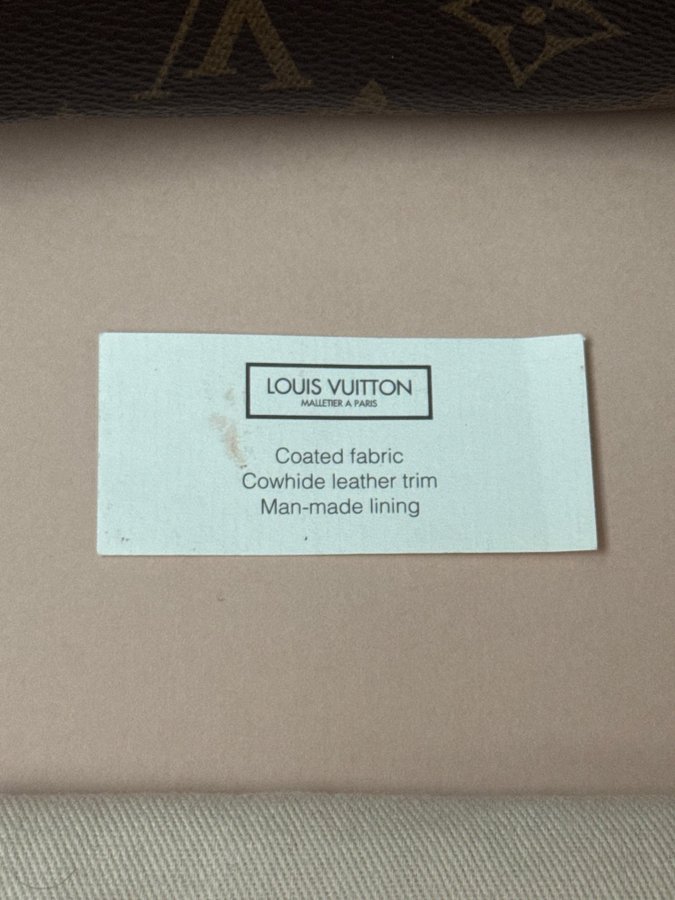 LOUIS VUITTON
MALLETIER A PARIS
Coated fabric
Cowhide leather trim
Man-made lining